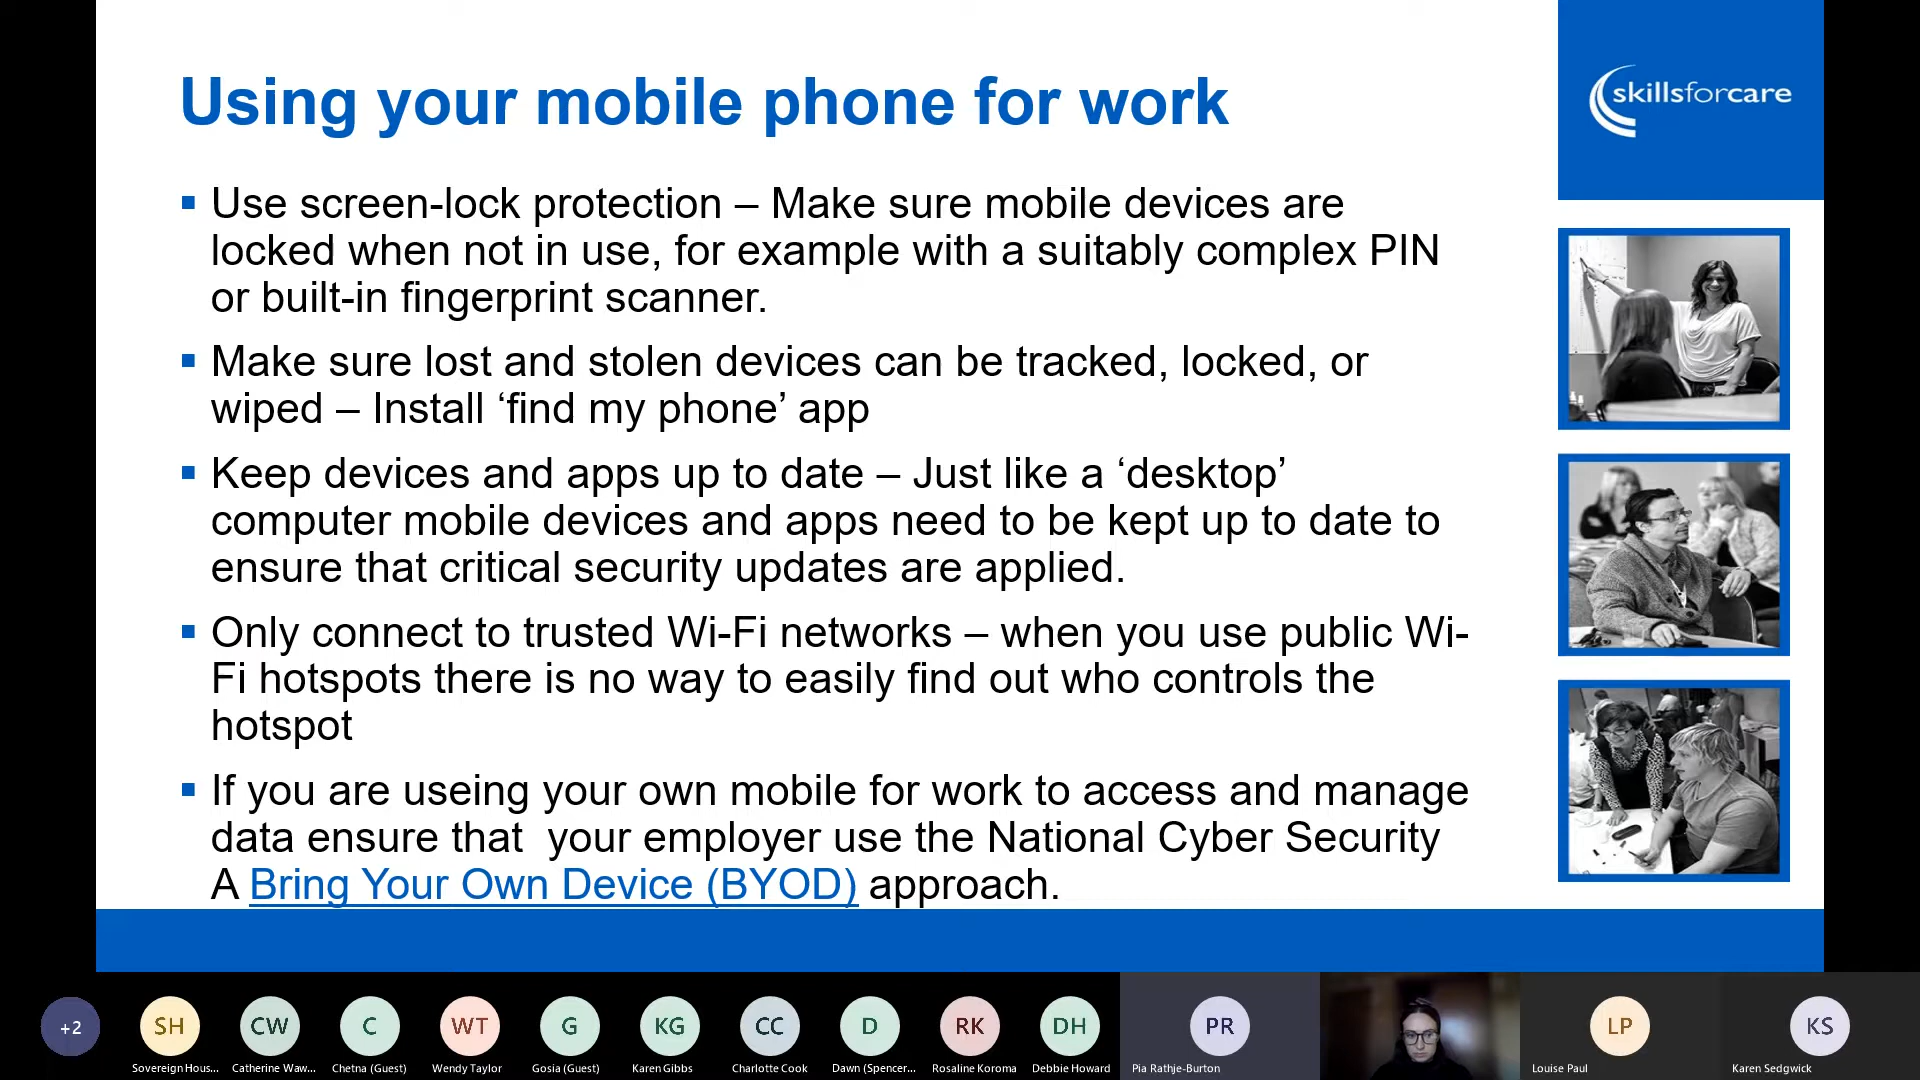 Using your mobile phone for work
skillsforcare
Use screen-lock protection – Make sure mobile devices are
locked when not in use, for example with a suitably complex PIN
or built-in fingerprint scanner.
Make sure lost and stolen devices can be tracked, locked, or
wiped – Install ‘find my phone’ app
Keep devices and apps up to date – Just like a ‘desktop’
computer mobile devices and apps need to be kept up to date to
ensure that critical security updates are applied.
Only connect to trusted Wi-Fi networks – when you use public Wi-
Fi hotspots there is no way to easily find out who controls the
hotspot
If you are useing your own mobile for work to access and manage
data ensure that  your employer use the National Cyber Security
A Bring Your Own Device (BYOD) approach.
+2 SH CW C WT G KG CC D RK DH PR LP KS
Sovereign Hous... Catherine Waw... Chetna (Guest) Wendy Taylor Gosia (Guest) Karen Gibbs Charlotte Cook Dawn (Spencer... Rosaline Koroma Debbie Howard Pia Rathje-Burton Louise Paul Karen Sedgwick